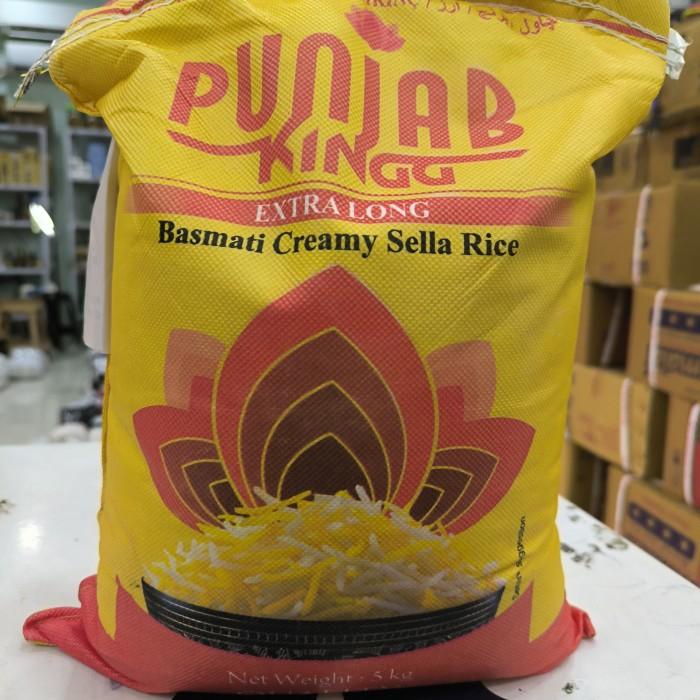 PUNJAB
KINGG
EXTRA LONG
Basmati Creamy Sella Rice
Net Weight : 5 kg